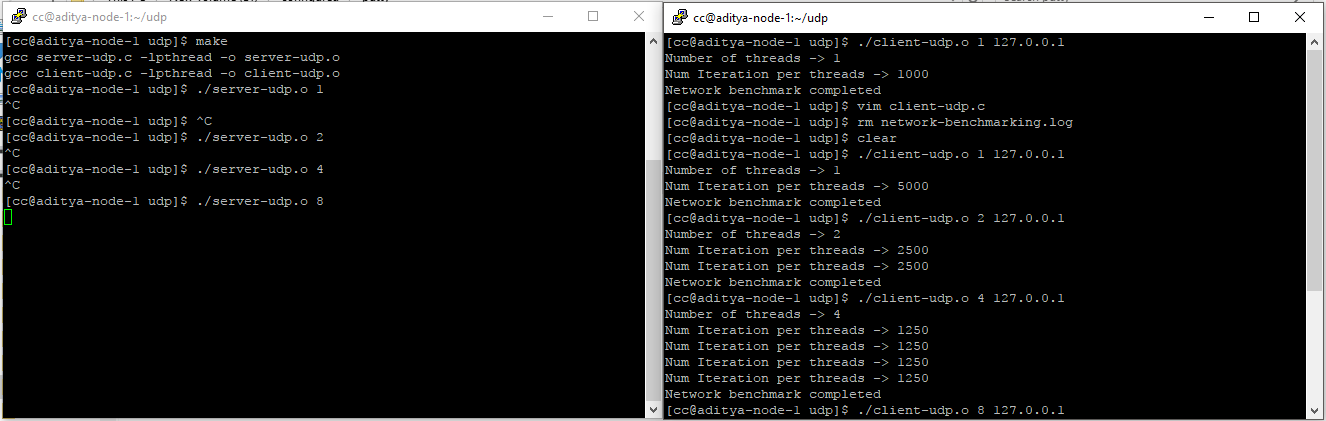 cc@aditya-node-1:~/udp
[cc@aditya-node-1 udp]$ make
gcc server-udp.c -lpthread -o server-udp.o
gcc client-udp.c -lpthread -o client-udp.o
[cc@aditya-node-1 udp]$ ./server-udp.o 1
^C
[cc@aditya-node-1 udp]$ ^C
[cc@aditya-node-1 udp]$ ./server-udp.o 2
^C
[cc@aditya-node-1 udp]$ ./server-udp.o 4
^C
[cc@aditya-node-1 udp]$ ./server-udp.o 8
cc@aditya-node-1:~/udp
[cc@aditya-node-1 udp]$ ./client-udp.o 1 127.0.0.1
Number of threads -> 1
Num Iteration per threads -> 1000
Network benchmark completed
[cc@aditya-node-1 udp]$ vim client-udp.c
[cc@aditya-node-1 udp]$ rm network-benchmarking.log
[cc@aditya-node-1 udp]$ clear
[cc@aditya-node-1 udp]$ ./client-udp.o 1 127.0.0.1
Number of threads -> 1
Num Iteration per threads -> 5000
Network benchmark completed
[cc@aditya-node-1 udp]$ ./client-udp.o 2 127.0.0.1
Number of threads -> 2
Num Iteration per threads -> 2500
Num Iteration per threads -> 2500
Network benchmark completed
[cc@aditya-node-1 udp]$ ./client-udp.o 4 127.0.0.1
Number of threads -> 4
Num Iteration per threads -> 1250
Num Iteration per threads -> 1250
Num Iteration per threads -> 1250
Num Iteration per threads -> 1250
Network benchmark completed
[cc@aditya-node-1 udp]$ ./client-udp.o 8 127.0.0.1